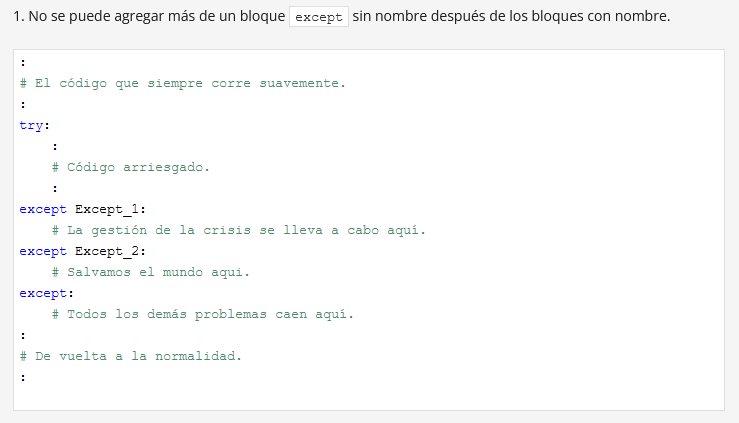 1. No se puede agregar más de un bloque except sin nombre después de los bloques con nombre.
:
# El código que siempre corre suavemente.
:
try:
    :
    # Código arriesgado.
    :
except Except_1:
    # La gestión de la crisis se lleva a cabo aquí.
except Except_2:
    # Salvamos el mundo aqui.
except:
    # Todos los demás problemas caen aquí.
:
# De vuelta a la normalidad.
: